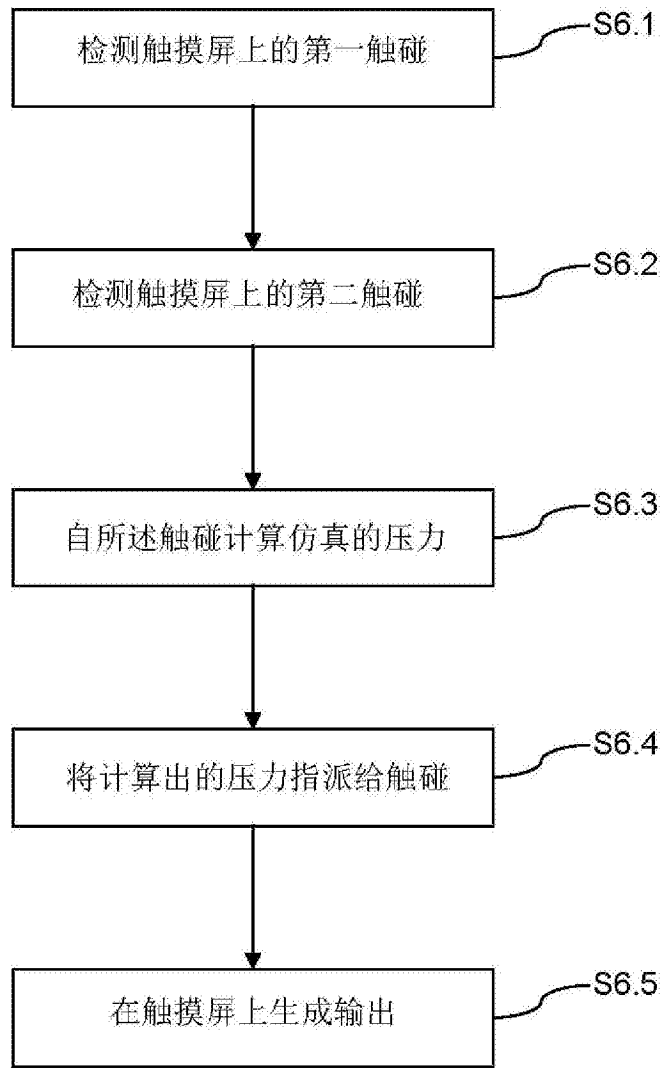 检测触摸屏上的第一触碰
S6.1
检测触摸屏上的第二触碰
S6.2
自所述触碰计算仿真的压力
S6.3
将计算出的压力指派给触碰
S6.4
在触摸屏上生成输出
S6.5